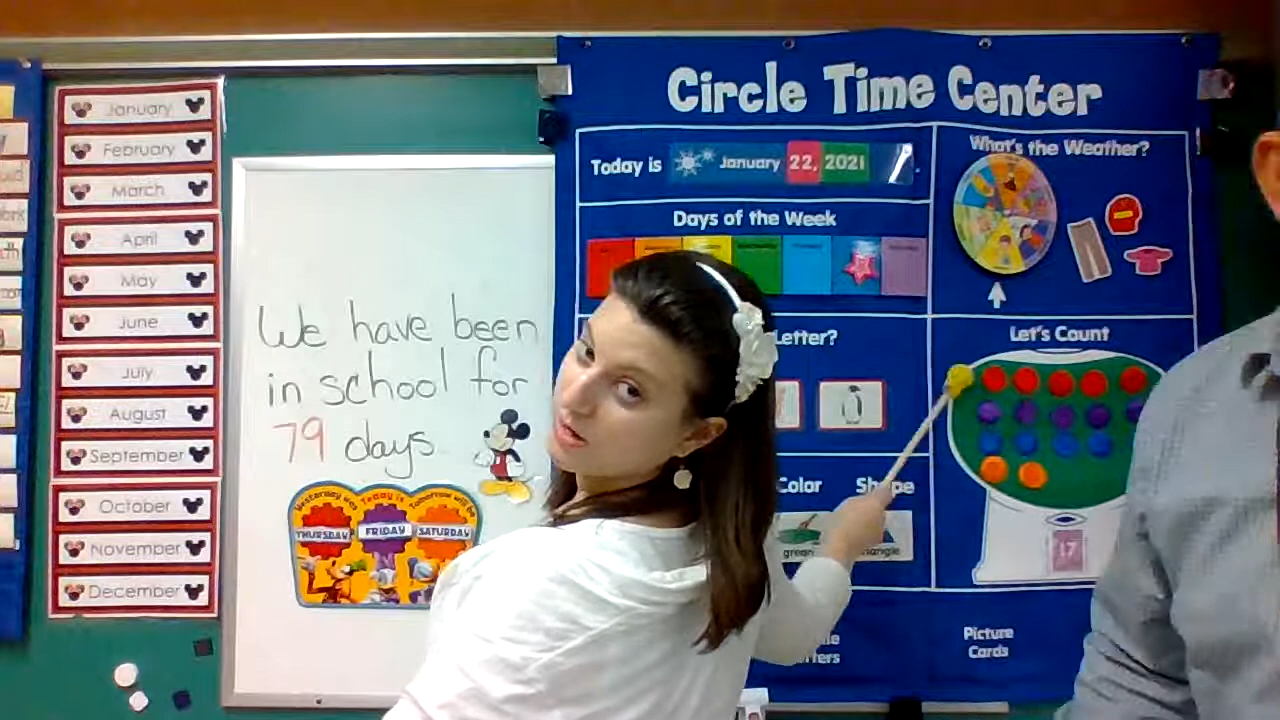 January
February
March
April
May
June
July
August
September
October
November
December
We have been
in school for
79 days
Yesterday was
Today is
Tomorrow will be
THURSDAY
FRIDAY
SATURDAY
Circle Time Center
Today is
January 22, 2021
Days of the Week
What's the Weather?
Letter?
Let's Count
17
Color
Shape
green
Picture
Cards